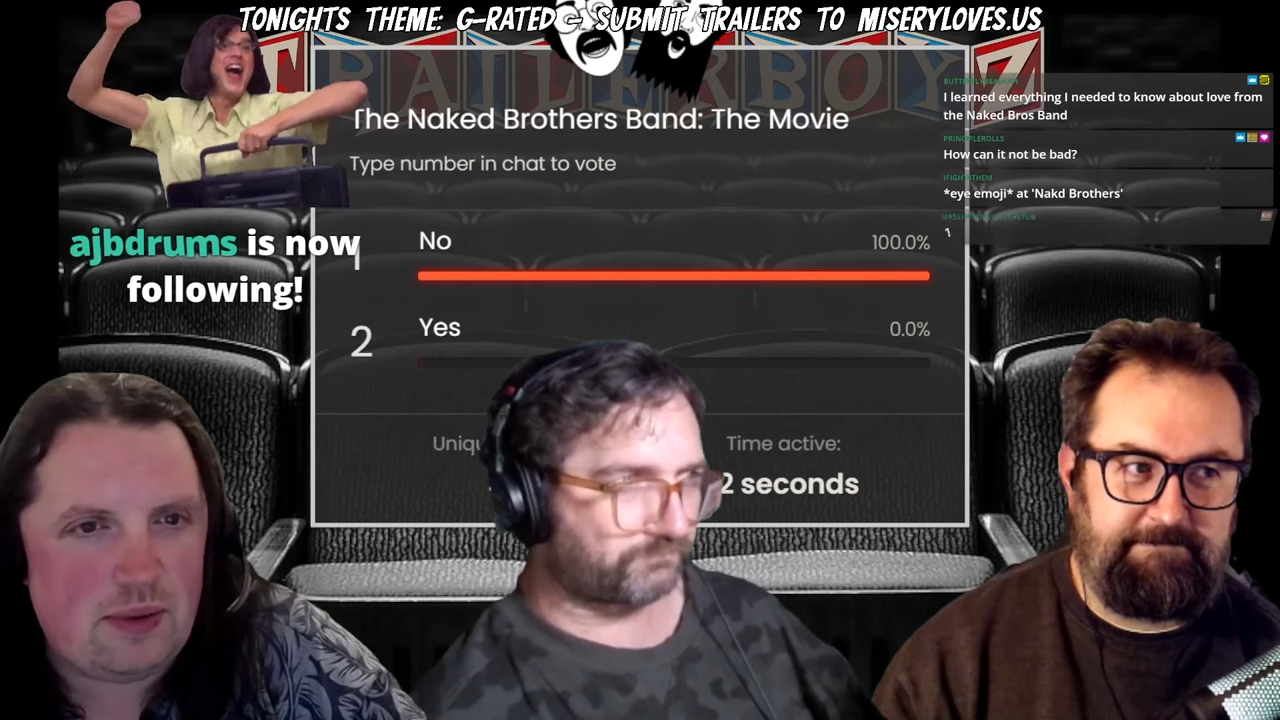 TONIGHTS THEME: G-RATED - SUBMIT TRAILERS TO MISERYLOVES.US
TRAILERBOYZ
The Naked Brothers Band: The Movie
Type number in chat to vote
1
No
100.0%
2
Yes
0.0%
Time active:
2 seconds
ajbdrums is now
following!
I learned everything I needed to know about love from
the Naked Bros Band
PRINCIPLEROLLS
How can it not be bad?
IFIGHTTHEM
*eye emoji* at 'Nakd Brothers'
1